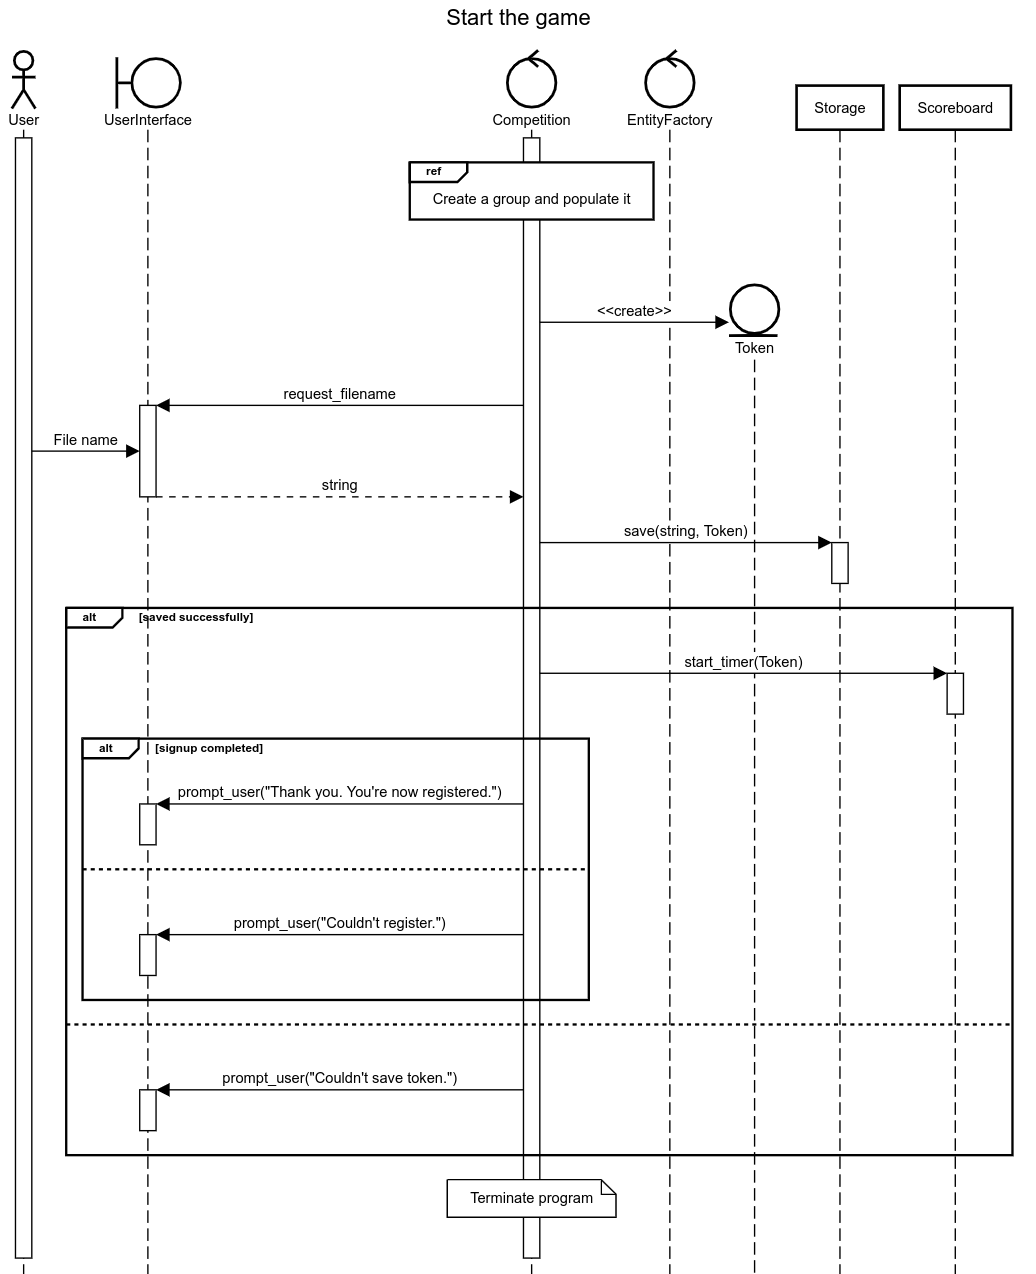 Start the game
User
UserInterface
Competition
EntityFactory
Storage
Scoreboard
ref
Create a group and populate it
<<create>>
Token
request_filename
File name
string
save(string, Token)
alt
[saved successfully]
start_timer(Token)
alt
[signup completed]
prompt_user("Thank you. You're now registered.")
prompt_user("Couldn't register.")
prompt_user("Couldn't save token.")
Terminate program